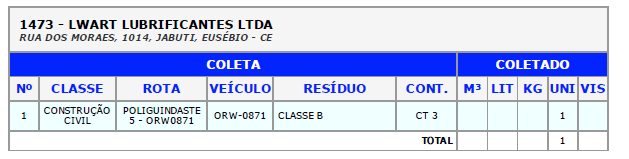 1473 - LWART LUBRIFICANTES LTDA
RUA DOS MORAES, 1014, JABUTI, EUSÉBIO - CE
COLETA COLETADO
Nº CLASSE ROTA VEÍCULO RESÍDUO CONT. M³ LIT KG UNI VIS
1 CONSTRUÇÃO CIVIL POLIGUINDASTE 5 - ORW0871 ORW-0871 CLASSE B CT 3 1
TOTAL 1